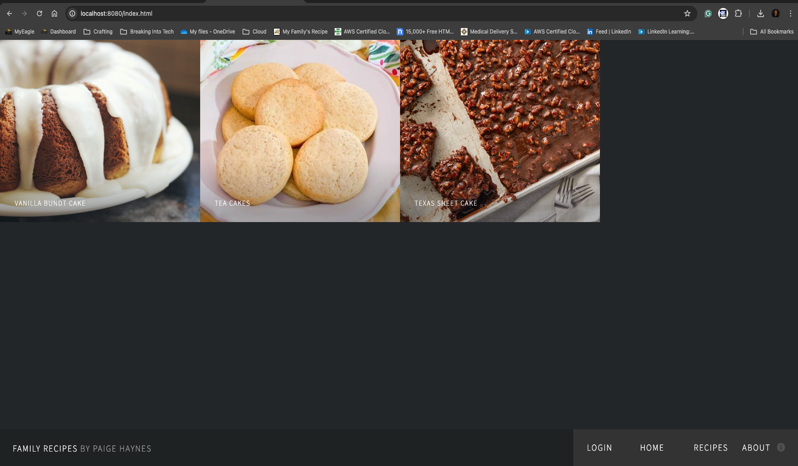 localhost:8080/index.html
MyEagle Dashboard Crafting Breaking Into Tech My files - OneDrive Cloud My Family's Recipe AWS Certified Clo... 15,000+ Free HTM... Medical Delivery S... AWS Certified Clo... Feed | LinkedIn LinkedIn Learning:... All Bookmarks
VANILLA BUNDT CAKE
TEA CAKES
TEXAS SHEET CAKE
FAMILY RECIPES BY PAIGE HAYNES
LOGIN HOME RECIPES ABOUT